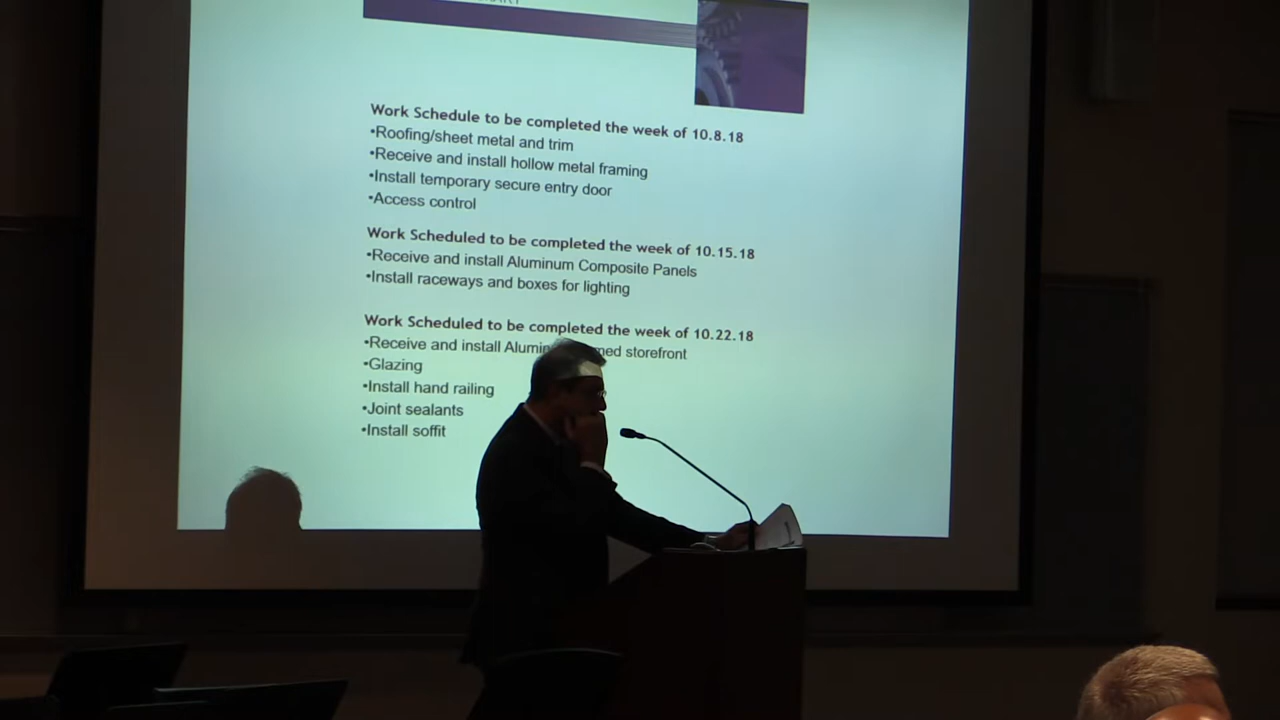 Work Schedule to be completed the week of 10.8.18
•Roofing/sheet metal and trim
•Receive and install hollow metal framing
•Install temporary secure entry door
•Access control
Work Scheduled to be completed the week of 10.15.18
•Receive and install Aluminum Composite Panels
•Install raceways and boxes for lighting
Work Scheduled to be completed the week of 10.22.18
•Receive and install storefront
•Glazing
•Install hand railing
•Joint sealants
•Install soffit